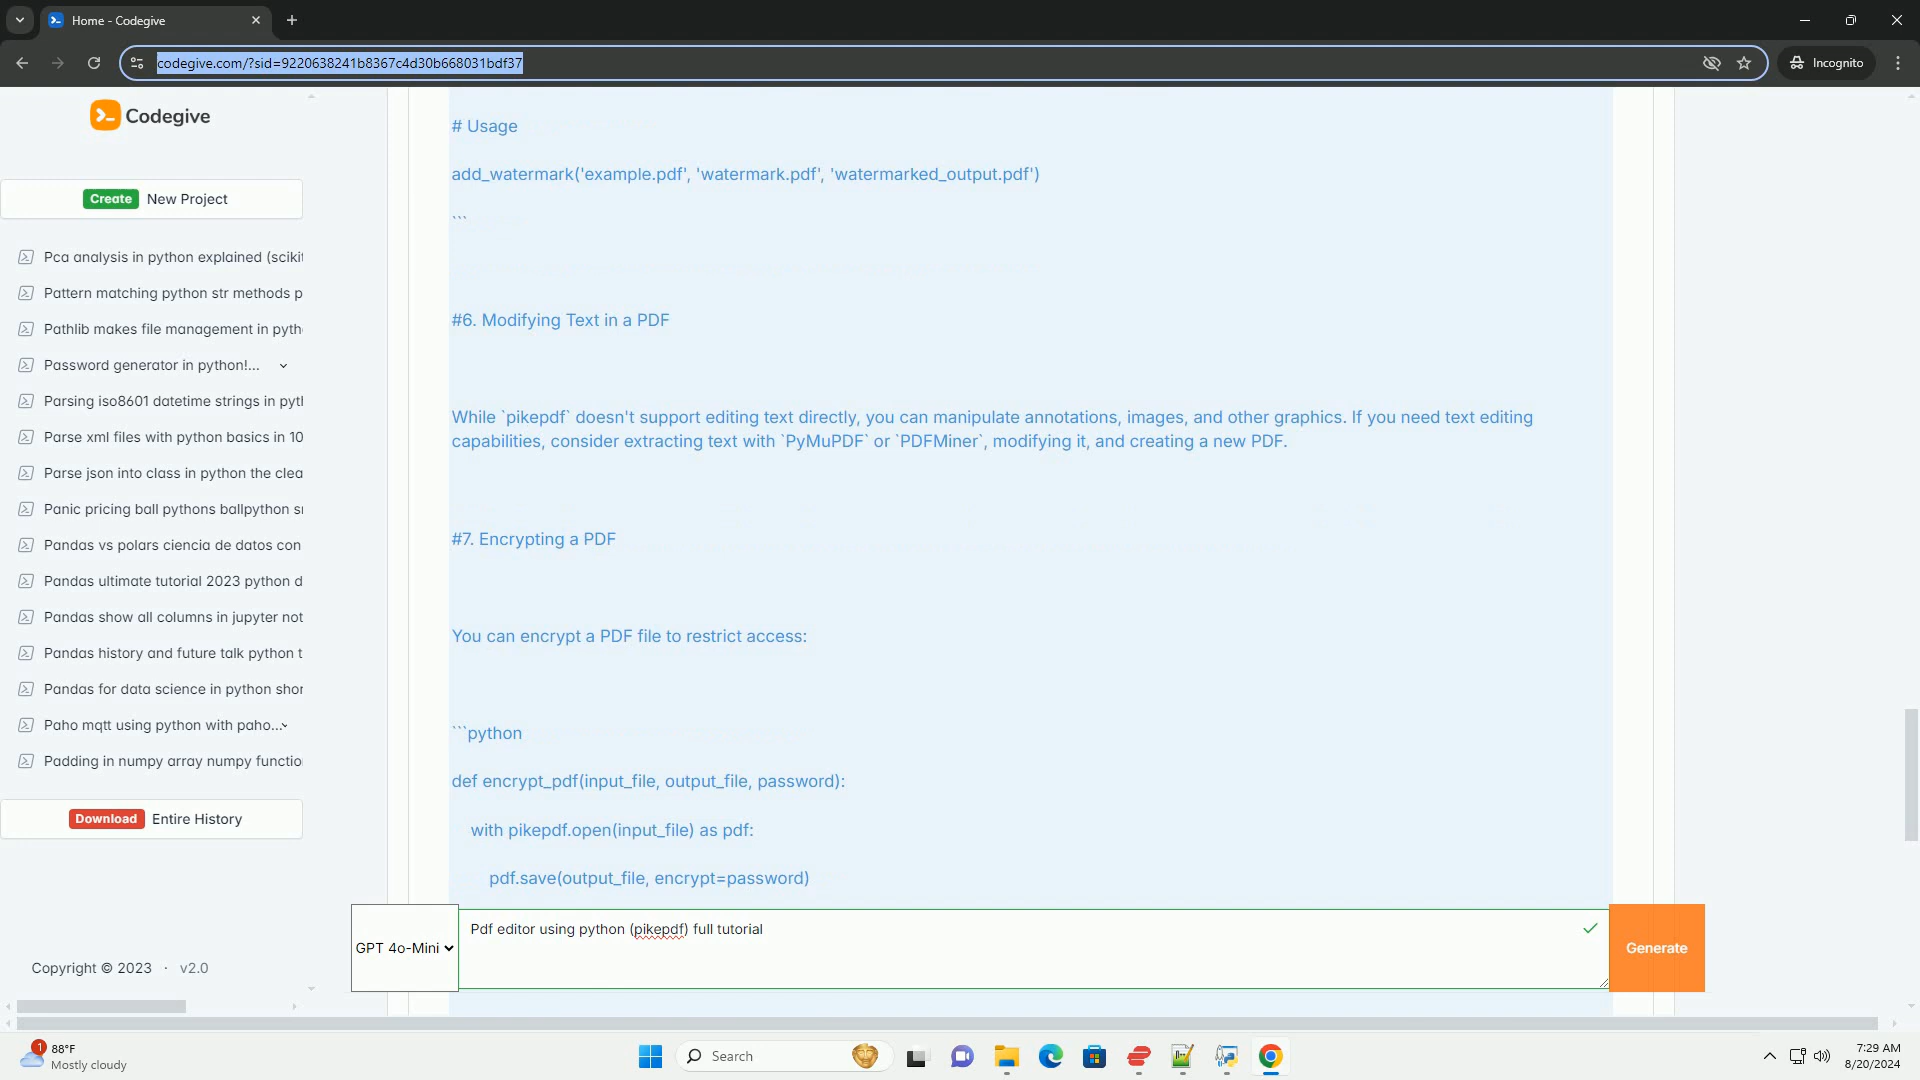 Home - Codegive
codegive.com/?sid=9220638241b8367c4d30b668031bdf37
Incognito
Codegive
Create New Project
Pca analysis in python explained (scikit
Pattern matching python str methods p
Pathlib makes file management in pyth
Password generator in python!...
Parsing iso8601 datetime strings in pyt
Parse xml files with python basics in 10
Parse json into class in python the clea
Panic pricing ball pythons ballpython s
Pandas vs polars ciencia de datos con
Pandas ultimate tutorial 2023 python d
Pandas show all columns in jupyter not
Pandas history and future talk python t
Pandas for data science in python shor
Paho mqtt using python with paho...
Padding in numpy array numpy functio
Download Entire History
Copyright © 2023 · v2.0
# Usage
add_watermark('example.pdf', 'watermark.pdf', 'watermarked_output.pdf')
```
#6. Modifying Text in a PDF
While `pikepdf` doesn't support editing text directly, you can manipulate annotations, images, and other graphics. If you need text editing
capabilities, consider extracting text with `PyMuPDF` or `PDFMiner`, modifying it, and creating a new PDF.
#7. Encrypting a PDF
You can encrypt a PDF file to restrict access:
```python
def encrypt_pdf(input_file, output_file, password):
with pikepdf.open(input_file) as pdf:
pdf.save(output_file, encrypt=password)
GPT 4o-Mini
Pdf editor using python (pikepdf) full tutorial
Generate
1
88°F
Mostly cloudy
Search
7:29 AM
8/20/2024